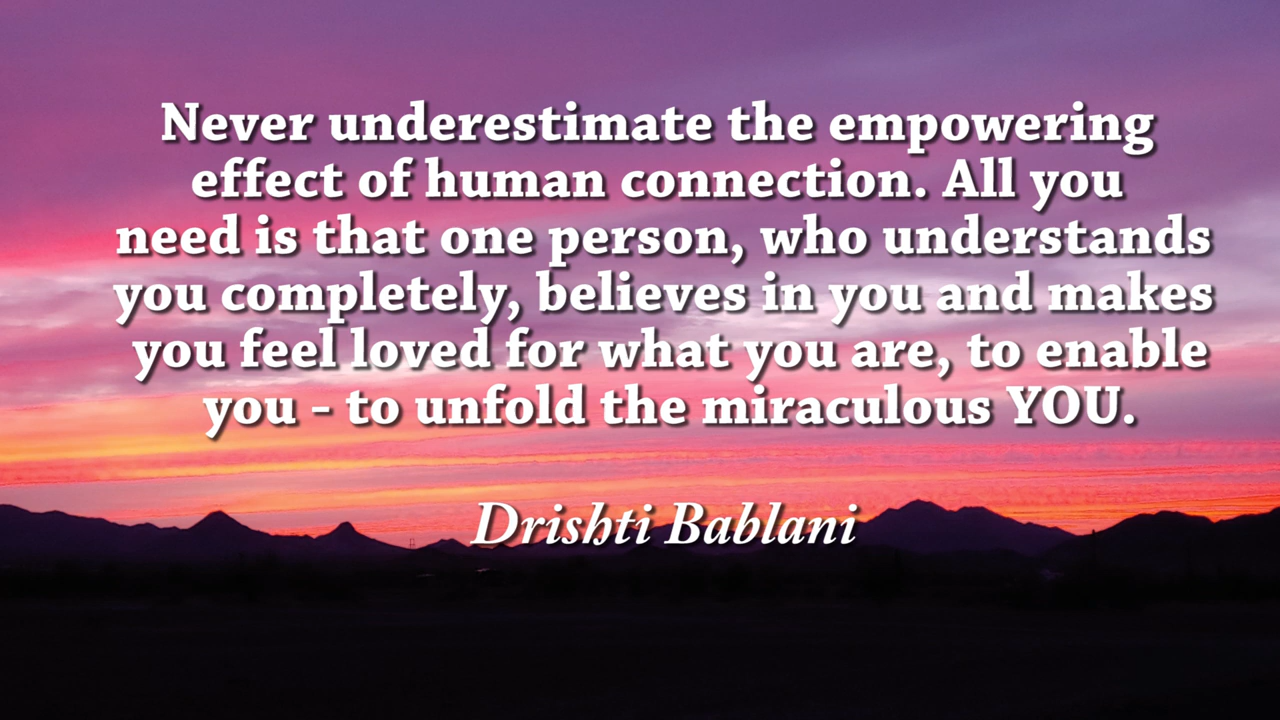 Never underestimate the empowering
effect of human connection. All you
need is that one person, who understands
you completely, believes in you and makes
you feel loved for what you are, to enable
you - to unfold the miraculous YOU.
Drishti Bablani